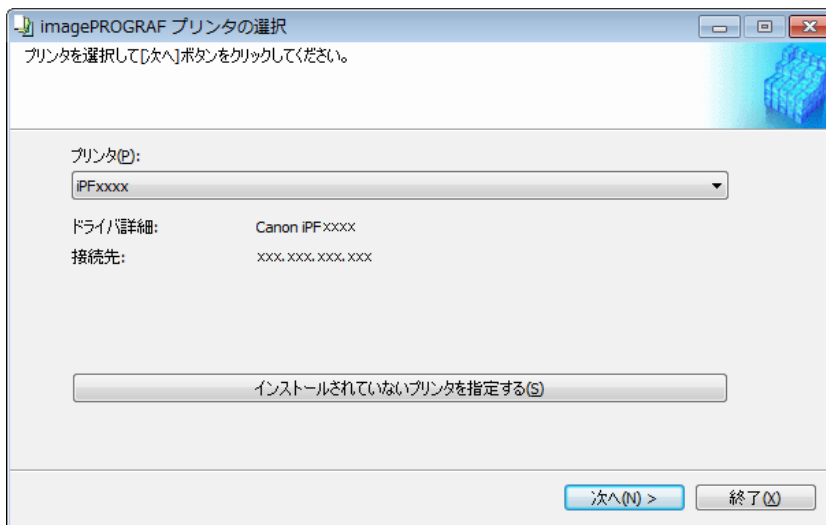 imagePROGRAF プリンタの選択
プリンタを選択して[次へ]ボタンをクリックしてください。
プリンタ(P):
iPFxxxx
ドライバ詳細: Canon iPFxxxx
接続先: xxx.xxx.xxx.xxx
インストールされていないプリンタを指定する(S)
次へ(N) > 終了(X)